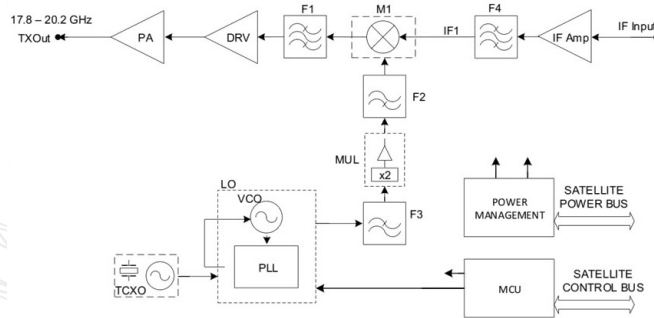 17.8 – 20.2 GHz
TXOut
PA
DRV
F1
M1
IF1
F4
IF Amp
IF Input
F2
MUL
x2
F3
LO
VCO
PLL
TCXO
POWER
MANAGEMENT
SATELLITE
POWER BUS
MCU
SATELLITE
CONTROL BUS